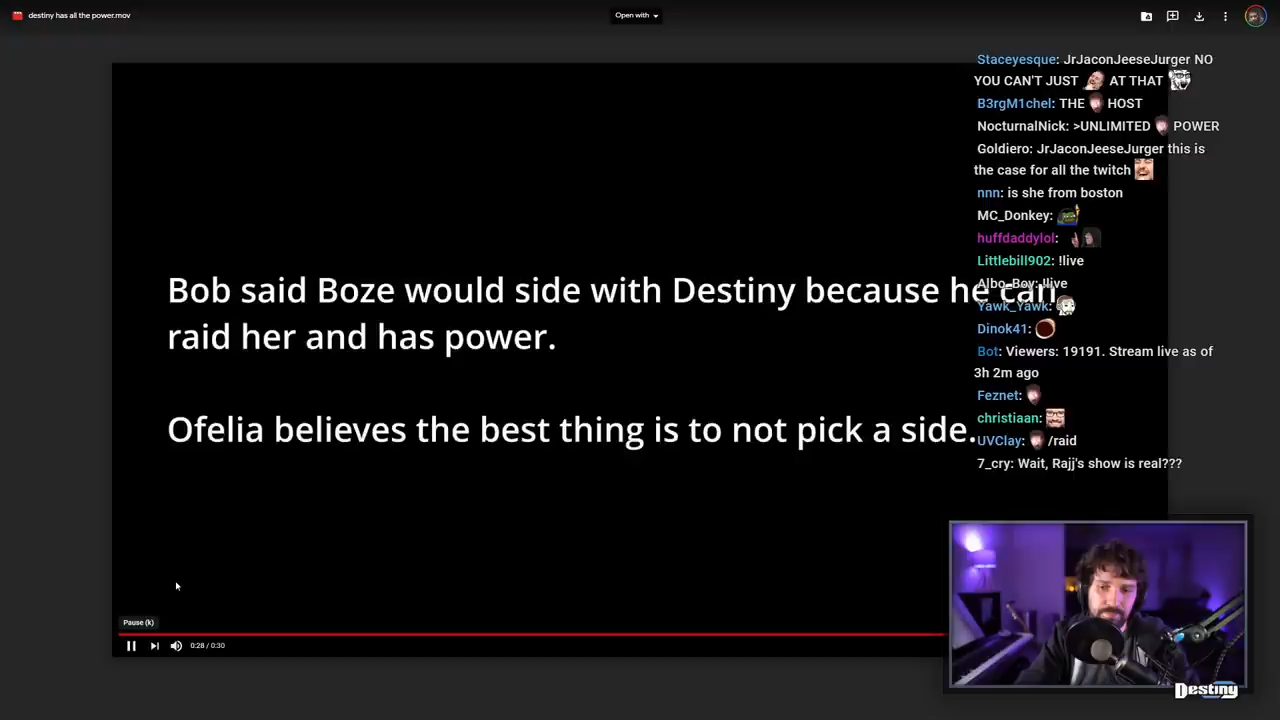 destiny has all the power.mov
Open with
Staceyesque: JrJaconJeeseJurger NO
YOU CAN'T JUST AT THAT
B3rgM1chel: THE HOST
NocturnalNick: >UNLIMITED POWER
Goldiero: JrJaconJeeseJurger this is
the case for all the twitch
nnn: is she from boston
MC_Donkey:
huffdaddylol:
Littlebill902: !live
Albo_Boy: !live
Yawk_Yawk:
Dinok41:
Bot: Viewers: 19191. Stream live as of
3h 2m ago
Feznet:
christiaan:
UVClay: /raid
7_cry: Wait, Rajj's show is real???
Bob said Boze would side with Destiny because he can
raid her and has power.
Ofelia believes the best thing is to not pick a side.
Pause (k)
0:28 / 0:30
Destiny